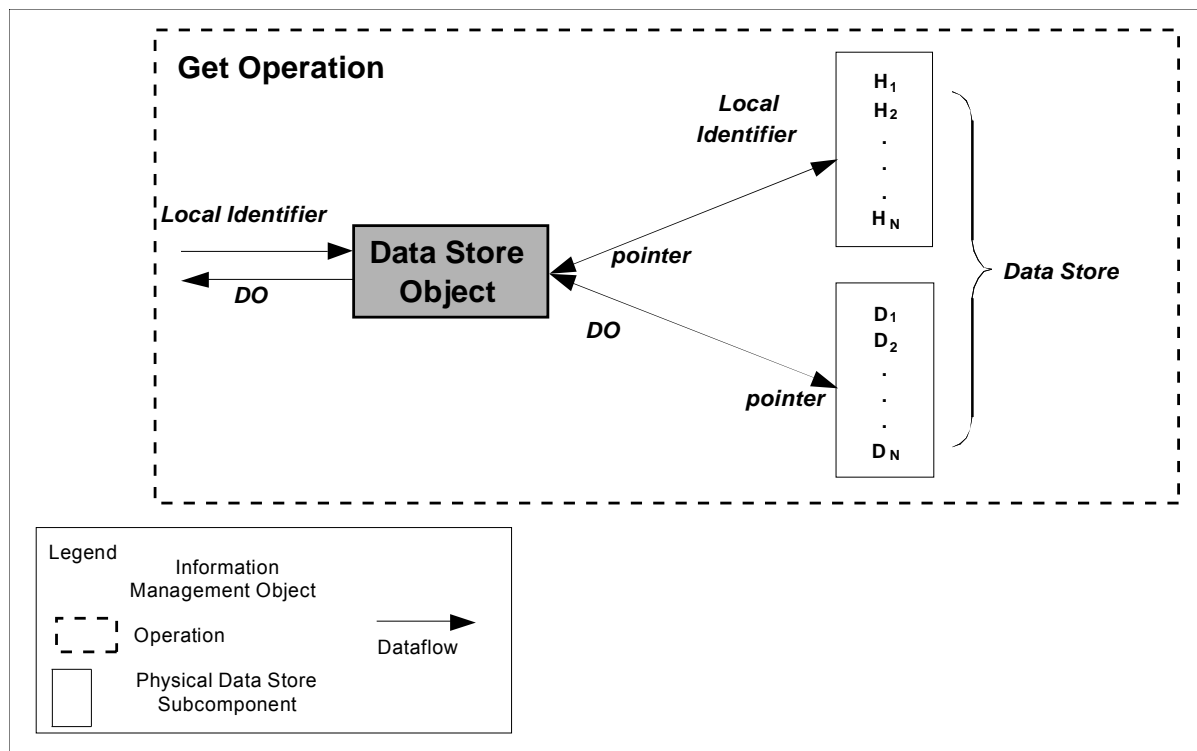 Get Operation
Local
Identifier
H1
H2
.
.
.
HN
Local Identifier
Data Store
Object
DO
pointer
Data Store
DO
pointer
D1
D2
.
.
.
DN
Legend
Information
Management Object
Operation
Dataflow
Physical Data Store
Subcomponent